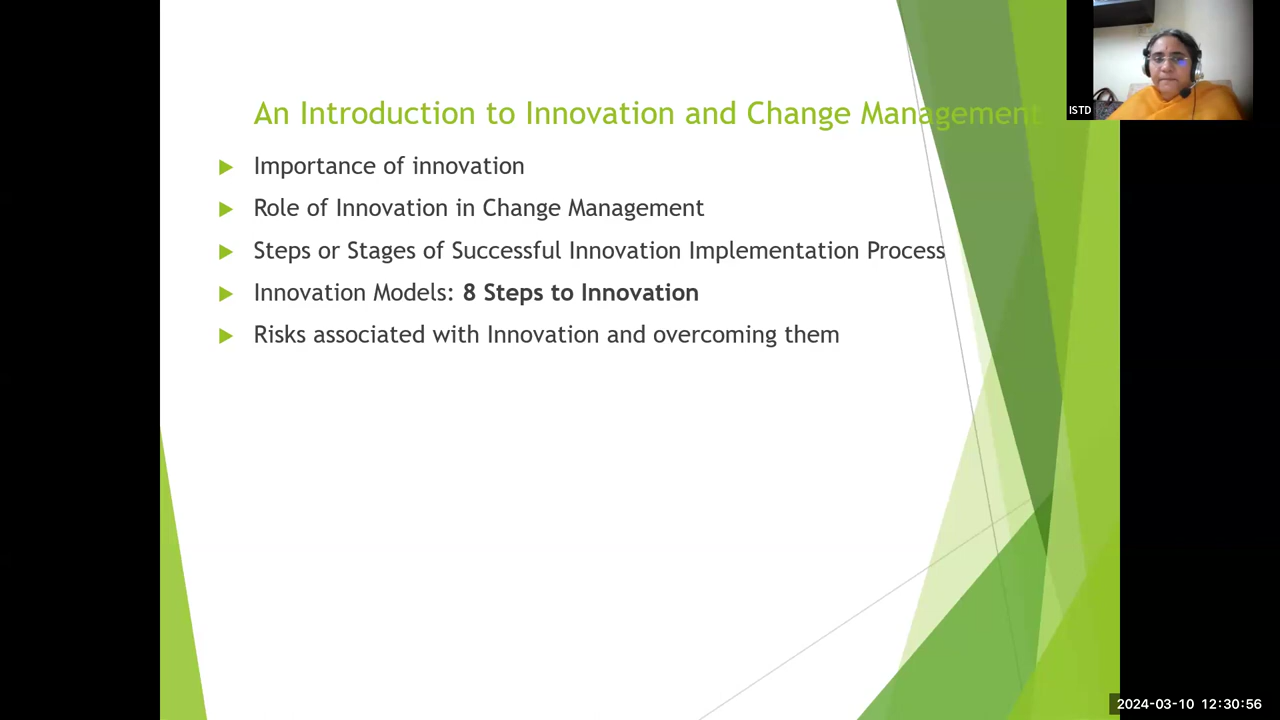 An Introduction to Innovation and Change Management
Importance of innovation
Role of Innovation in Change Management
Steps or Stages of Successful Innovation Implementation Process
Innovation Models: 8 Steps to Innovation
Risks associated with Innovation and overcoming them
ISTD
2024-03-10 12:30:56